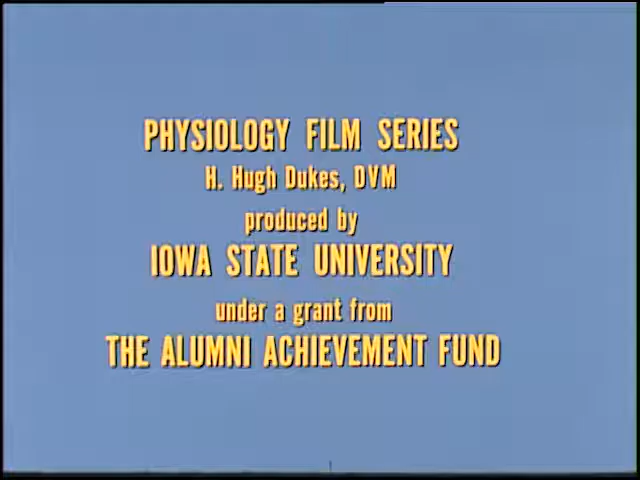 PHYSIOLOGY FILM SERIES
H. Hugh Dukes, DVM
produced by
IOWA STATE UNIVERSITY
under a grant from
THE ALUMNI ACHIEVEMENT FUND